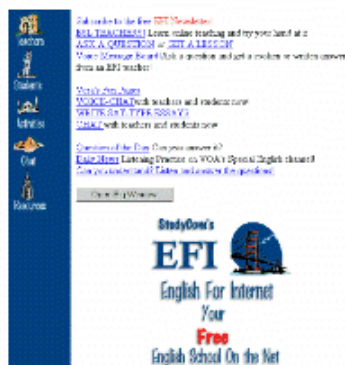 Subscribe to the free EFI Newsletter!
ESL TEACHERS! Learn online teaching and try your hand at it
ASK A QUESTION or GET A LESSON
Voice Message Board! Ask a question and get a spoken or written answer
from an EFI teacher!
Vera's Fun Pages
VOICE CHAT with teachers and students now
WRITE S.A.T.-TYPE ESSAYS
CHAT with teachers and students now
Question of the Day Can you answer it?
Daily News Listening Practice on VOA's Special English channel!
Can you understand? Listen and answer the questions!
Teachers
Students
Activities
Chat
Resources
Open Big Window
StudyCom's
EFI
English For Internet
Your
Free
English School On the Net